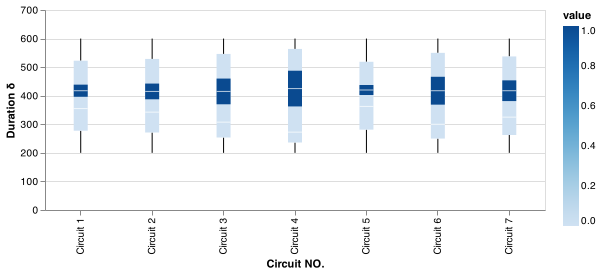 value
700
600
500
400
300
200
100
0
Duration δ
1.0
0.8
0.6
0.4
0.2
0.0
Circuit 1
Circuit 2
Circuit 3
Circuit 4
Circuit 5
Circuit 6
Circuit 7
Circuit NO.